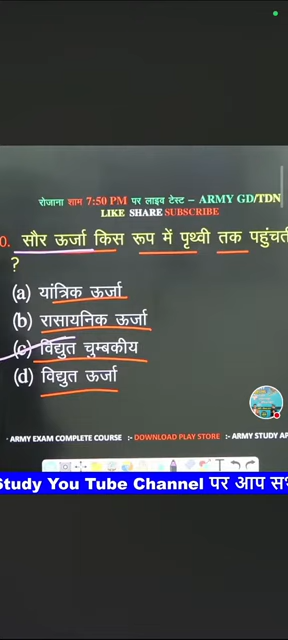 रोजाना शाम 7:50 PM पर लाइव टेस्ट – ARMY GD/TDN
LIKE SHARE SUBSCRIBE
0. सौर ऊर्जा किस रूप में पृथ्वी तक पहुंचती
?
(a) यांत्रिक ऊर्जा
(b) रासायनिक ऊर्जा
(c) विद्युत चुम्बकीय
(d) विद्युत ऊर्जा
· ARMY EXAM COMPLETE COURSE :- DOWNLOAD PLAY STORE :- ARMY STUDY AP
Study You Tube Channel पर आप सभ